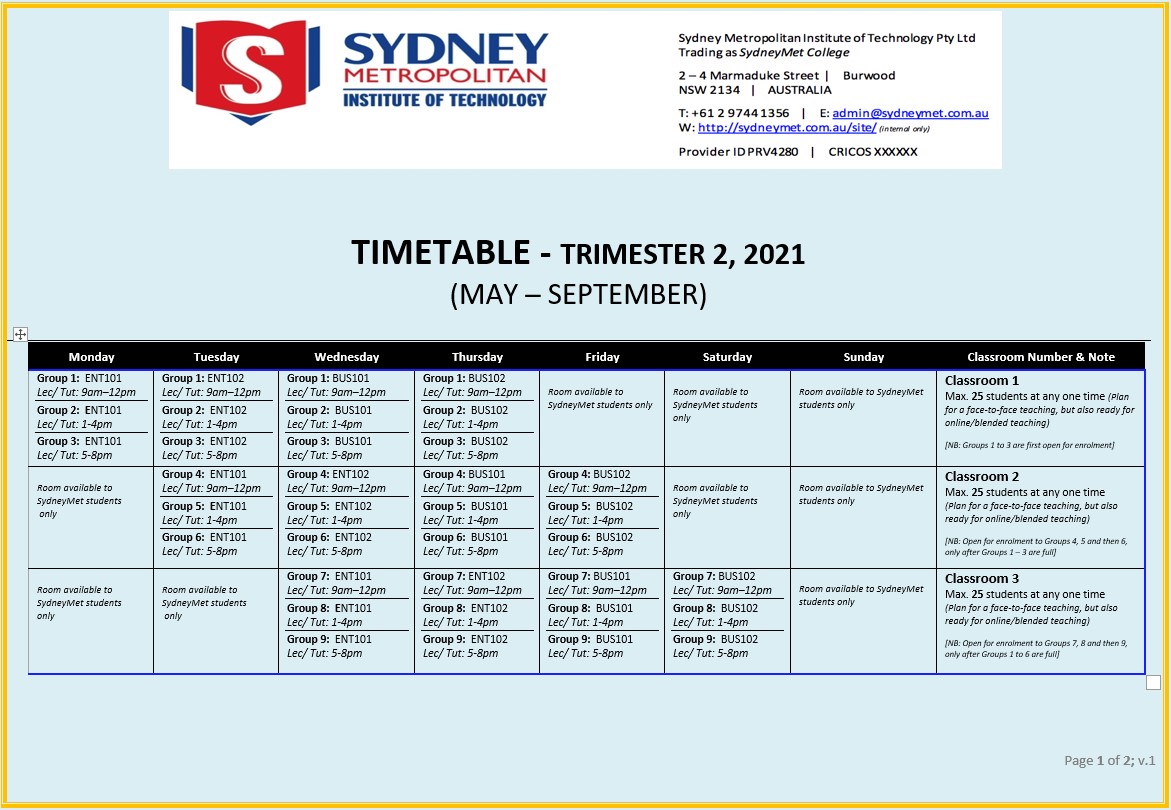 S
SYDNEY
METROPOLITAN
INSTITUTE OF TECHNOLOGY
Sydney Metropolitan Institute of Technology Pty Ltd
Trading as SydneyMet College
2 – 4 Marmaduke Street | Burwood
NSW 2134 | AUSTRALIA
T: +61 2 9744 1356 | E: admin@sydneymet.com.au
W: http://sydneymet.com.au/site/ (internal only)
Provider ID PRV4280 | CRICOS XXXXXX
TIMETABLE - TRIMESTER 2, 2021
(MAY – SEPTEMBER)
Monday Tuesday Wednesday Thursday Friday Saturday Sunday Classroom Number & Note
Group 1: ENT101
Lec/ Tut: 9am–12pm
Group 2: ENT101
Lec/ Tut: 1-4pm
Group 3: ENT101
Lec/ Tut: 5-8pm
Group 1: ENT102
Lec/ Tut: 9am–12pm
Group 2: ENT102
Lec/ Tut: 1-4pm
Group 3: ENT102
Lec/ Tut: 5-8pm
Group 1: BUS101
Lec/ Tut: 9am–12pm
Group 2: BUS101
Lec/ Tut: 1-4pm
Group 3: BUS101
Lec/ Tut: 5-8pm
Group 1: BUS102
Lec/ Tut: 9am–12pm
Group 2: BUS102
Lec/ Tut: 1-4pm
Group 3: BUS102
Lec/ Tut: 5-8pm
Room available to
SydneyMet students only
Room available to
SydneyMet students
only
Room available to SydneyMet
students only
Classroom 1
Max. 25 students at any one time (Plan
for a face-to-face teaching, but also ready for
online/blended teaching)
[NB: Groups 1 to 3 are first open for enrolment]
Room available to
SydneyMet students
only
Group 4: ENT101
Lec/ Tut: 9am–12pm
Group 5: ENT101
Lec/ Tut: 1-4pm
Group 6: ENT101
Lec/ Tut: 5-8pm
Group 4: ENT102
Lec/ Tut: 9am–12pm
Group 5: ENT102
Lec/ Tut: 1-4pm
Group 6: ENT102
Lec/ Tut: 5-8pm
Group 4: BUS101
Lec/ Tut: 9am–12pm
Group 5: BUS101
Lec/ Tut: 1-4pm
Group 6: BUS101
Lec/ Tut: 5-8pm
Group 4: BUS102
Lec/ Tut: 9am–12pm
Group 5: BUS102
Lec/ Tut: 1-4pm
Group 6: BUS102
Lec/ Tut: 5-8pm
Room available to
SydneyMet students
only
Room available to SydneyMet
students only
Classroom 2
Max. 25 students at any one time
(Plan for a face-to-face teaching, but also
ready for online/blended teaching)
[NB: Open for enrolment to Groups 4, 5 and then 6,
only after Groups 1 – 3 are full]
Room available to
SydneyMet students
only
Room available to
SydneyMet students
only
Group 7: ENT101
Lec/ Tut: 9am–12pm
Group 8: ENT101
Lec/ Tut: 1-4pm
Group 9: ENT101
Lec/ Tut: 5-8pm
Group 7: ENT102
Lec/ Tut: 9am–12pm
Group 8: ENT102
Lec/ Tut: 1-4pm
Group 9: ENT102
Lec/ Tut: 5-8pm
Group 7: BUS101
Lec/ Tut: 9am–12pm
Group 8: BUS101
Lec/ Tut: 1-4pm
Group 9: BUS101
Lec/ Tut: 5-8pm
Group 7: BUS102
Lec/ Tut: 9am–12pm
Group 8: BUS102
Lec/ Tut: 1-4pm
Group 9: BUS102
Lec/ Tut: 5-8pm
Room available to SydneyMet
students only
Classroom 3
Max. 25 students at any one time
(Plan for a face-to-face teaching, but also
ready for online/blended teaching)
[NB: Open for enrolment to Groups 7, 8 and then 9,
only after Groups 1 to 6 are full]
Page 1 of 2; v.1